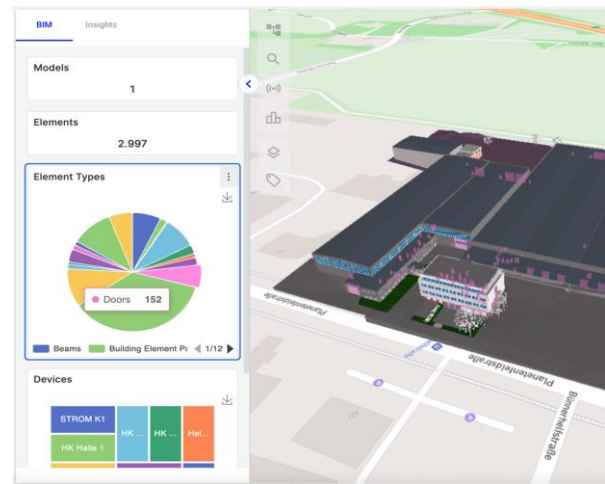 BIM
Insights
Models
1
Elements
2.997
Element Types
Doors 152
Beams
Building Element Pr
1/12
Devices
STROM K1
HK Halle 1
HK ...
HK ...
Hei...
Planetenfeldstraße
Planetenfeldstraße
Bünnerhelfstraße